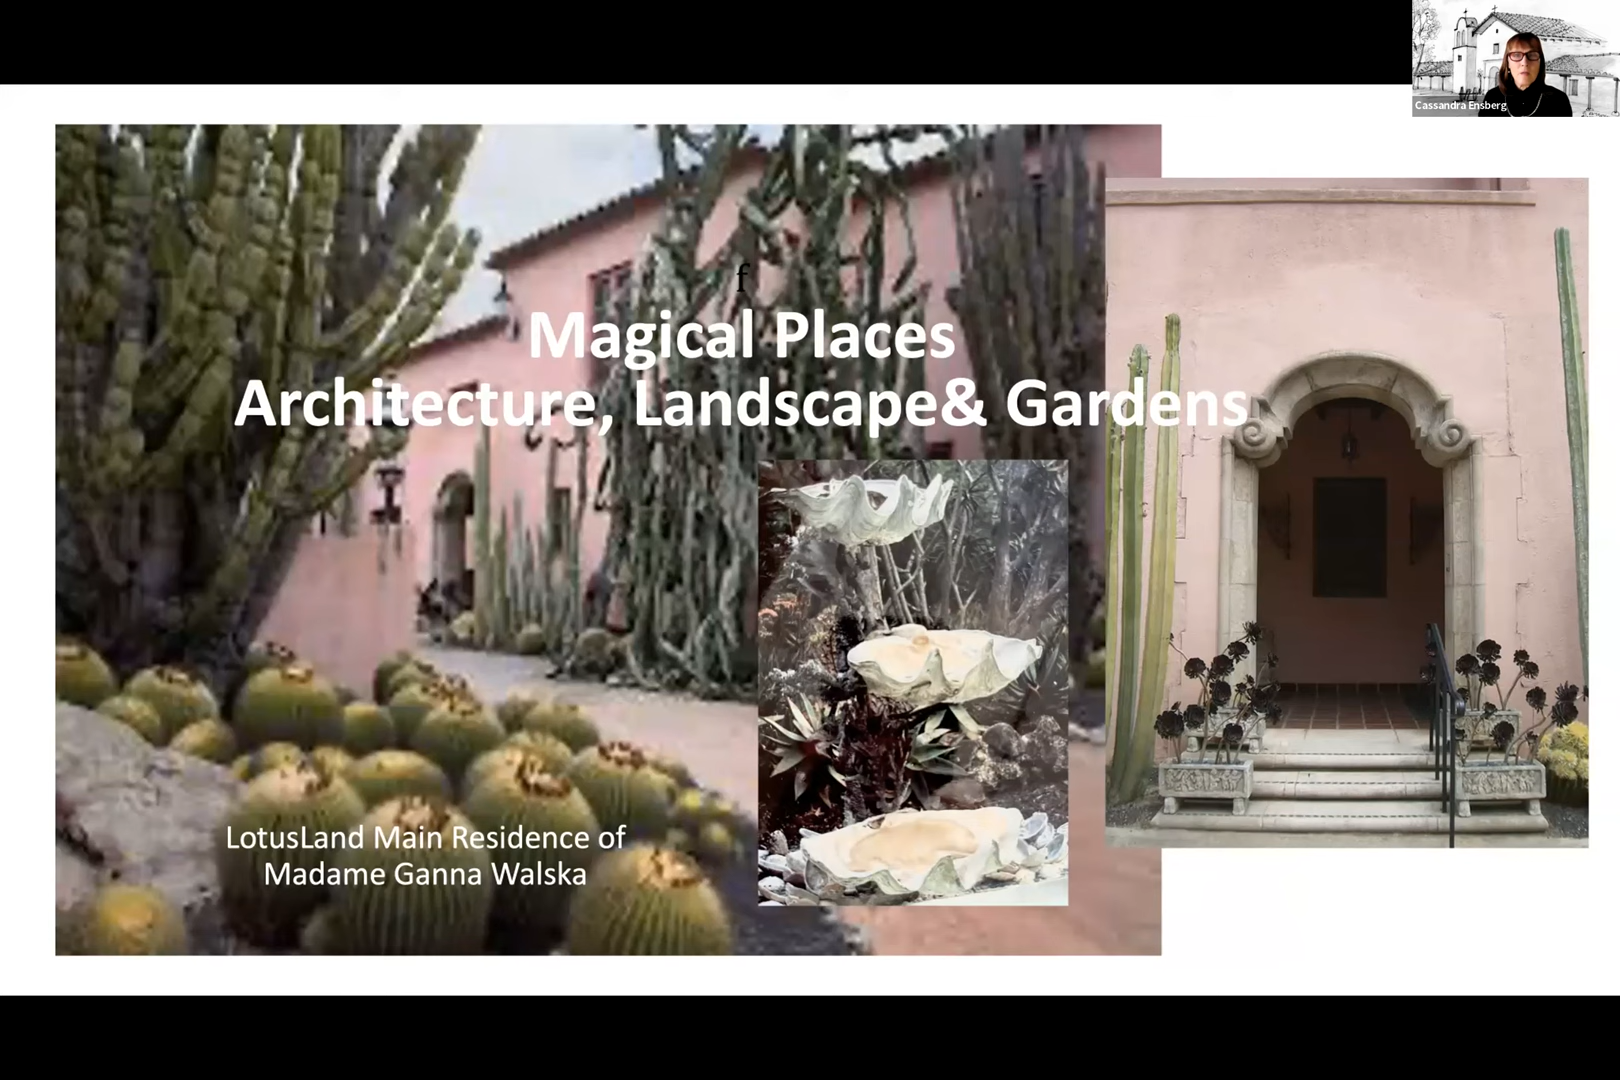 Cassandra Ensberg
f
Magical Places
Architecture, Landscape& Gardens
LotusLand Main Residence of
Madame Ganna Walska